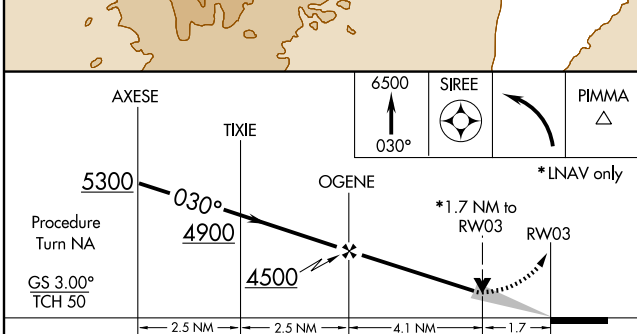 6500
030°
SIREE
PIMMA
*LNAV only
AXESE
TIXIE
OGENE
*1.7 NM to
RW03
RW03
5300
030°
4900
4500
Procedure
Turn NA
GS 3.00°
TCH 50
2.5 NM
2.5 NM
4.1 NM
1.7